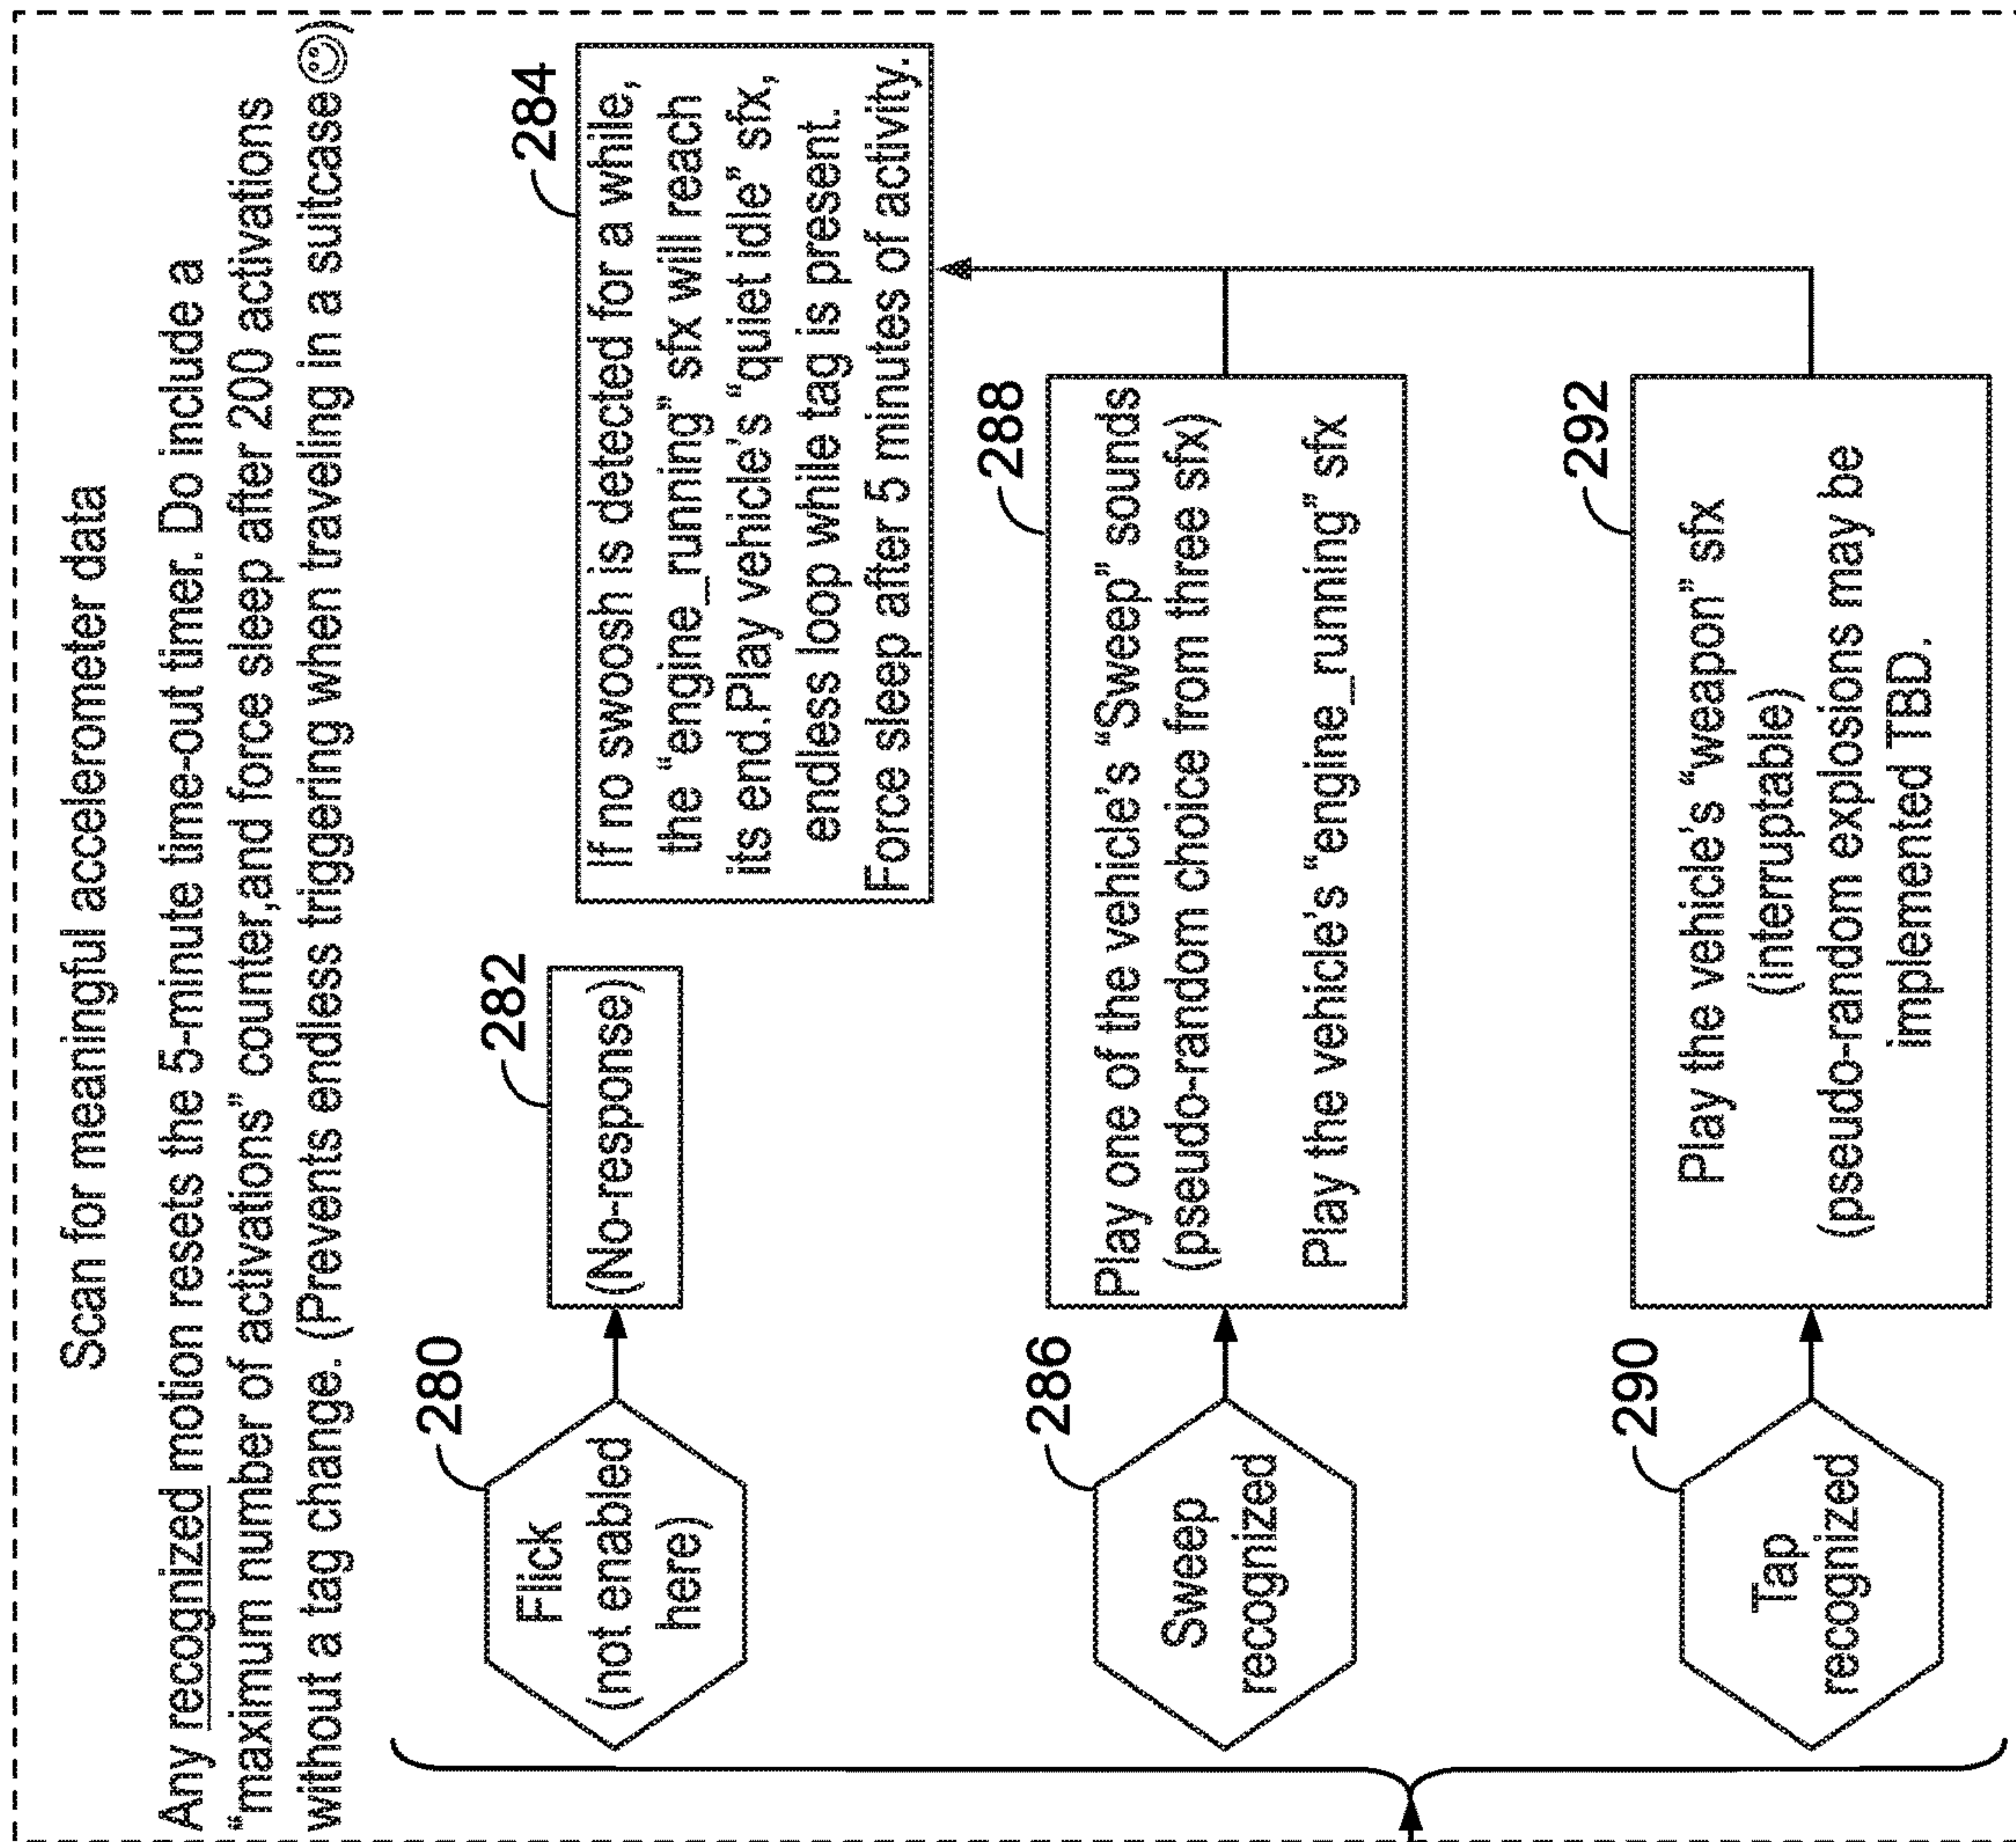 Scan for meaningful accelerometer data
Any recognized motion resets the 5-minute time-out timer. Do include a
“maximum number of activations” counter,and force sleep after 200 activations
without a tag change. (Prevents endless triggering when traveling in a suitcase☺)
280
Flick
(not enabled
here)
282
(No-response)
284
If no swoosh is detected for a while,
the “engine_running” sfx will reach
its end.Play vehicle’s “quiet idle” sfx,
endless loop while tag is present.
Force sleep after 5 minutes of activity.
286
Sweep
recognized
288
Play one of the vehicle’s “Sweep” sounds
(pseudo-random choice from three sfx)
Play the vehicle’s “engine_running” sfx
290
Tap
recognized
292
Play the vehicle’s “weapon” sfx
(interruptable)
(pseudo-random explosions may be
implemented TBD.